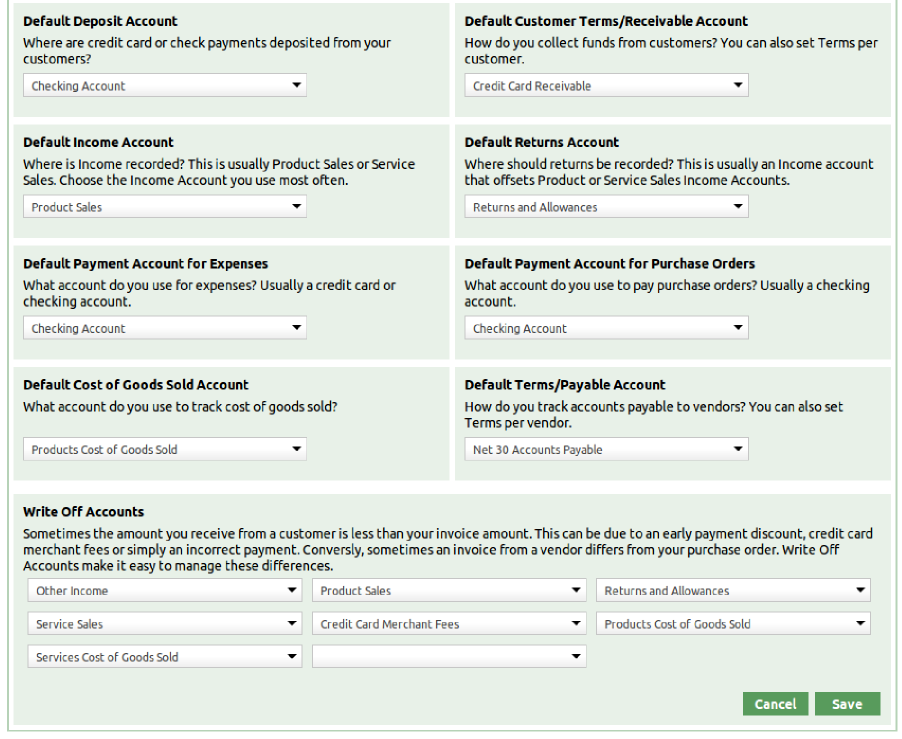 Default Deposit Account
Where are credit card or check payments deposited from your
customers?
Checking Account
Default Customer Terms/Receivable Account
How do you collect funds from customers? You can also set Terms per
customer.
Credit Card Receivable
Default Income Account
Where is Income recorded? This is usually Product Sales or Service
Sales. Choose the Income Account you use most often.
Product Sales
Default Returns Account
Where should returns be recorded? This is usually an Income account
that offsets Product or Service Sales Income Accounts.
Returns and Allowances
Default Payment Account for Expenses
What account do you use for expenses? Usually a credit card or
checking account.
Checking Account
Default Payment Account for Purchase Orders
What account do you use to pay purchase orders? Usually a checking
account.
Checking Account
Default Cost of Goods Sold Account
What account do you use to track cost of goods sold?
Products Cost of Goods Sold
Default Terms/Payable Account
How do you track accounts payable to vendors? You can also set
Terms per vendor.
Net 30 Accounts Payable
Write Off Accounts
Sometimes the amount you receive from a customer is less than your invoice amount. This can be due to an early payment discount, credit card
merchant fees or simply an incorrect payment. Conversly, sometimes an invoice from a vendor differs from your purchase order. Write Off
Accounts make it easy to manage these differences.
Other Income Product Sales Returns and Allowances
Service Sales Credit Card Merchant Fees Products Cost of Goods Sold
Services Cost of Goods Sold
Cancel Save